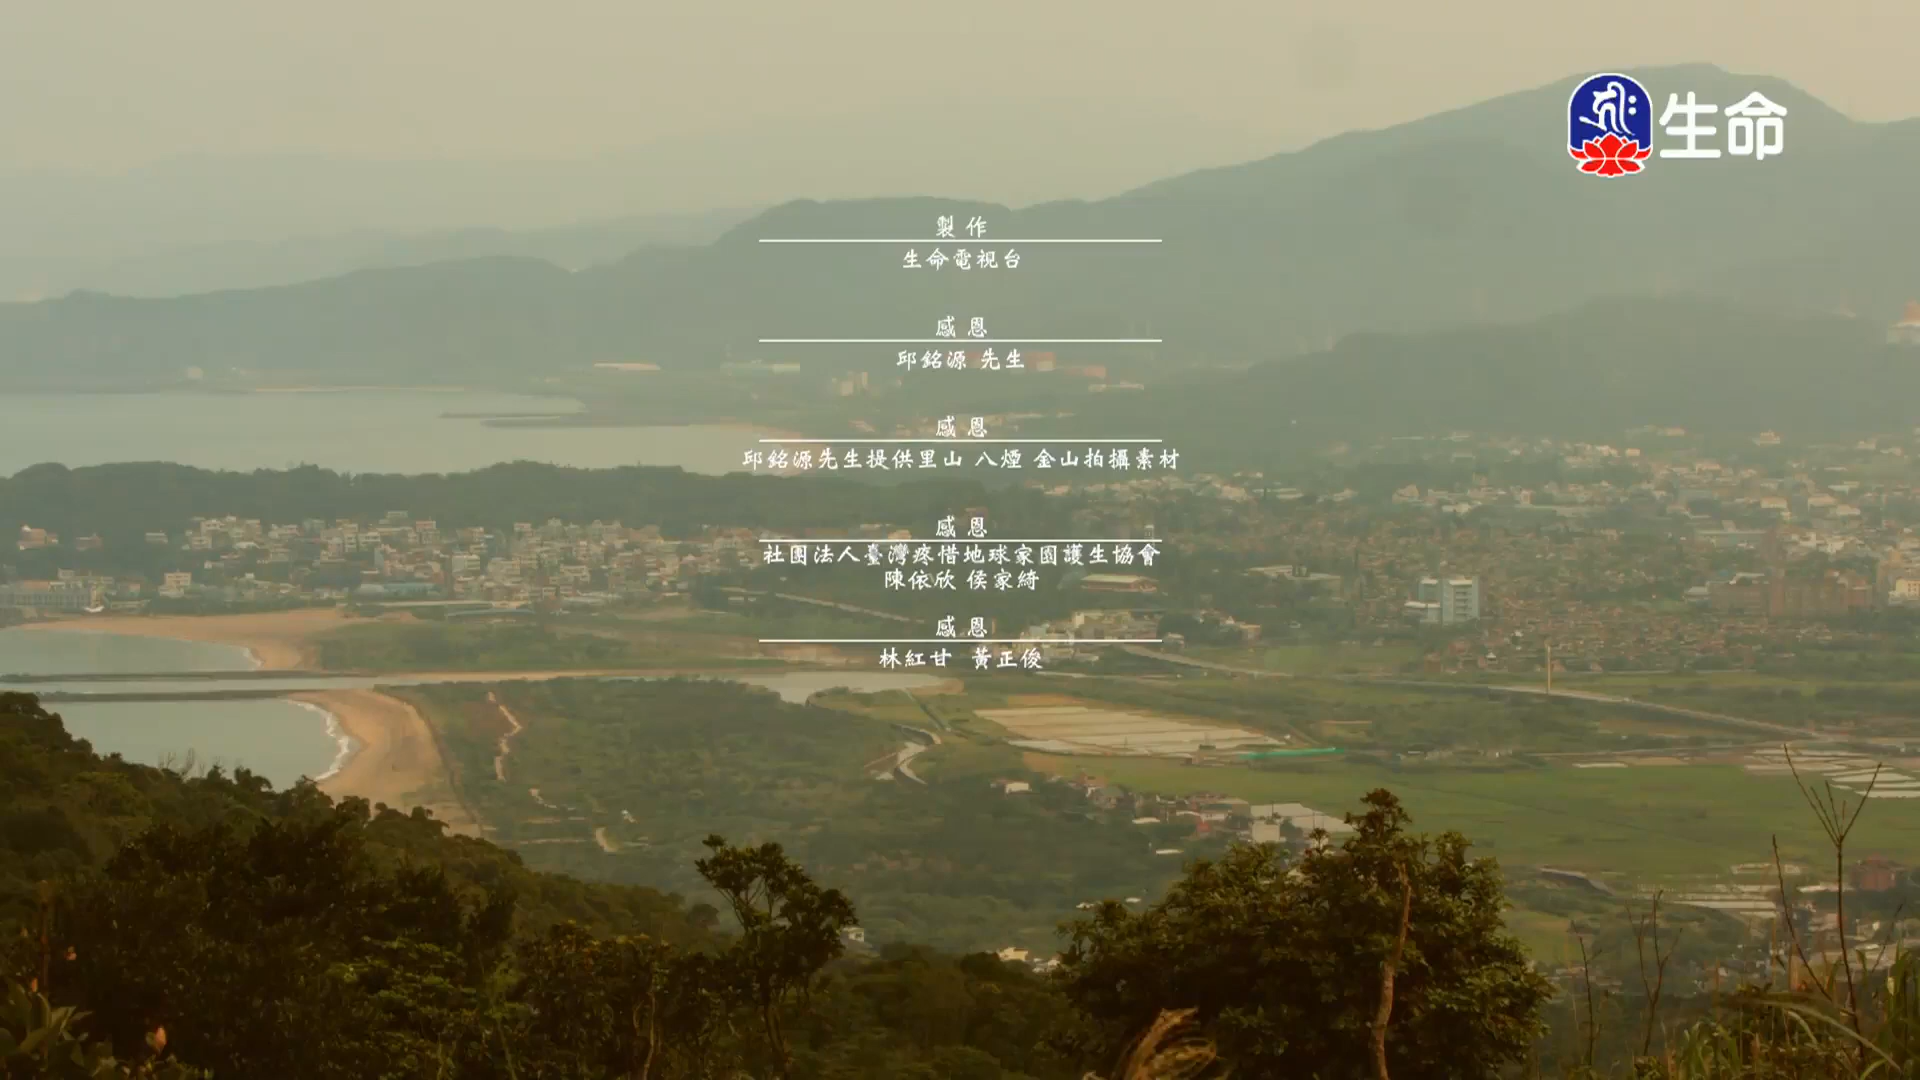 生命
製作
生命電視台
感恩
邱銘源 先生
感恩
邱銘源先生提供里山 八煙 金山拍攝素材
感恩
社團法人臺灣疼惜地球家園護生協會
陳依欣 侯家綺
感恩
林紅甘 黃正俊